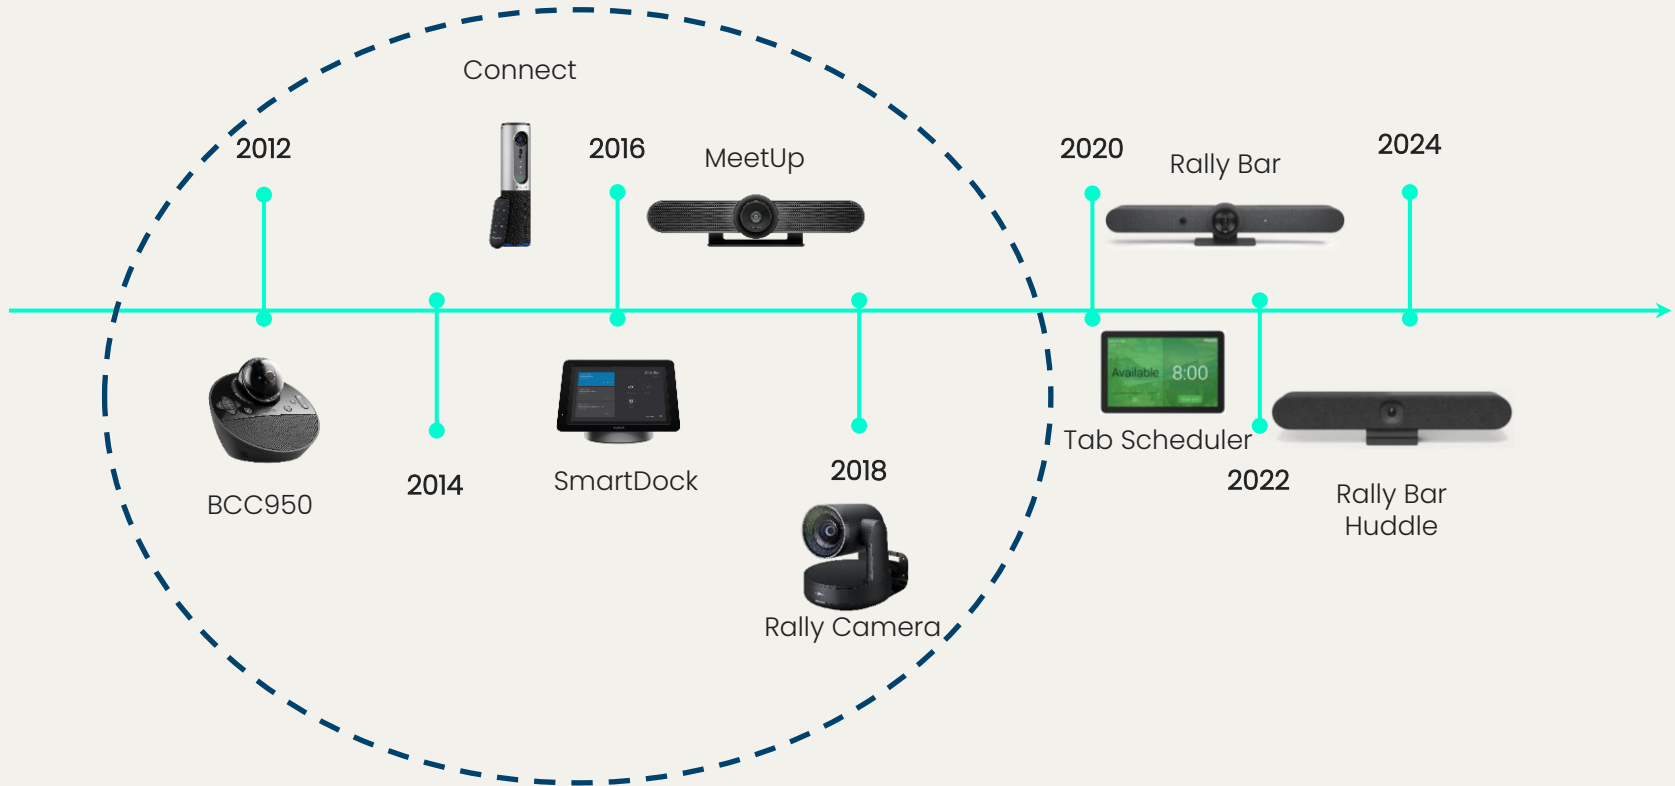 Connect
2012
2016
MeetUp
2020
Rally Bar
2024
Available
8:00
Tab Scheduler
2018
SmartDock
2014
BCC950
2022
Rally Bar
Huddle
Rally Camera